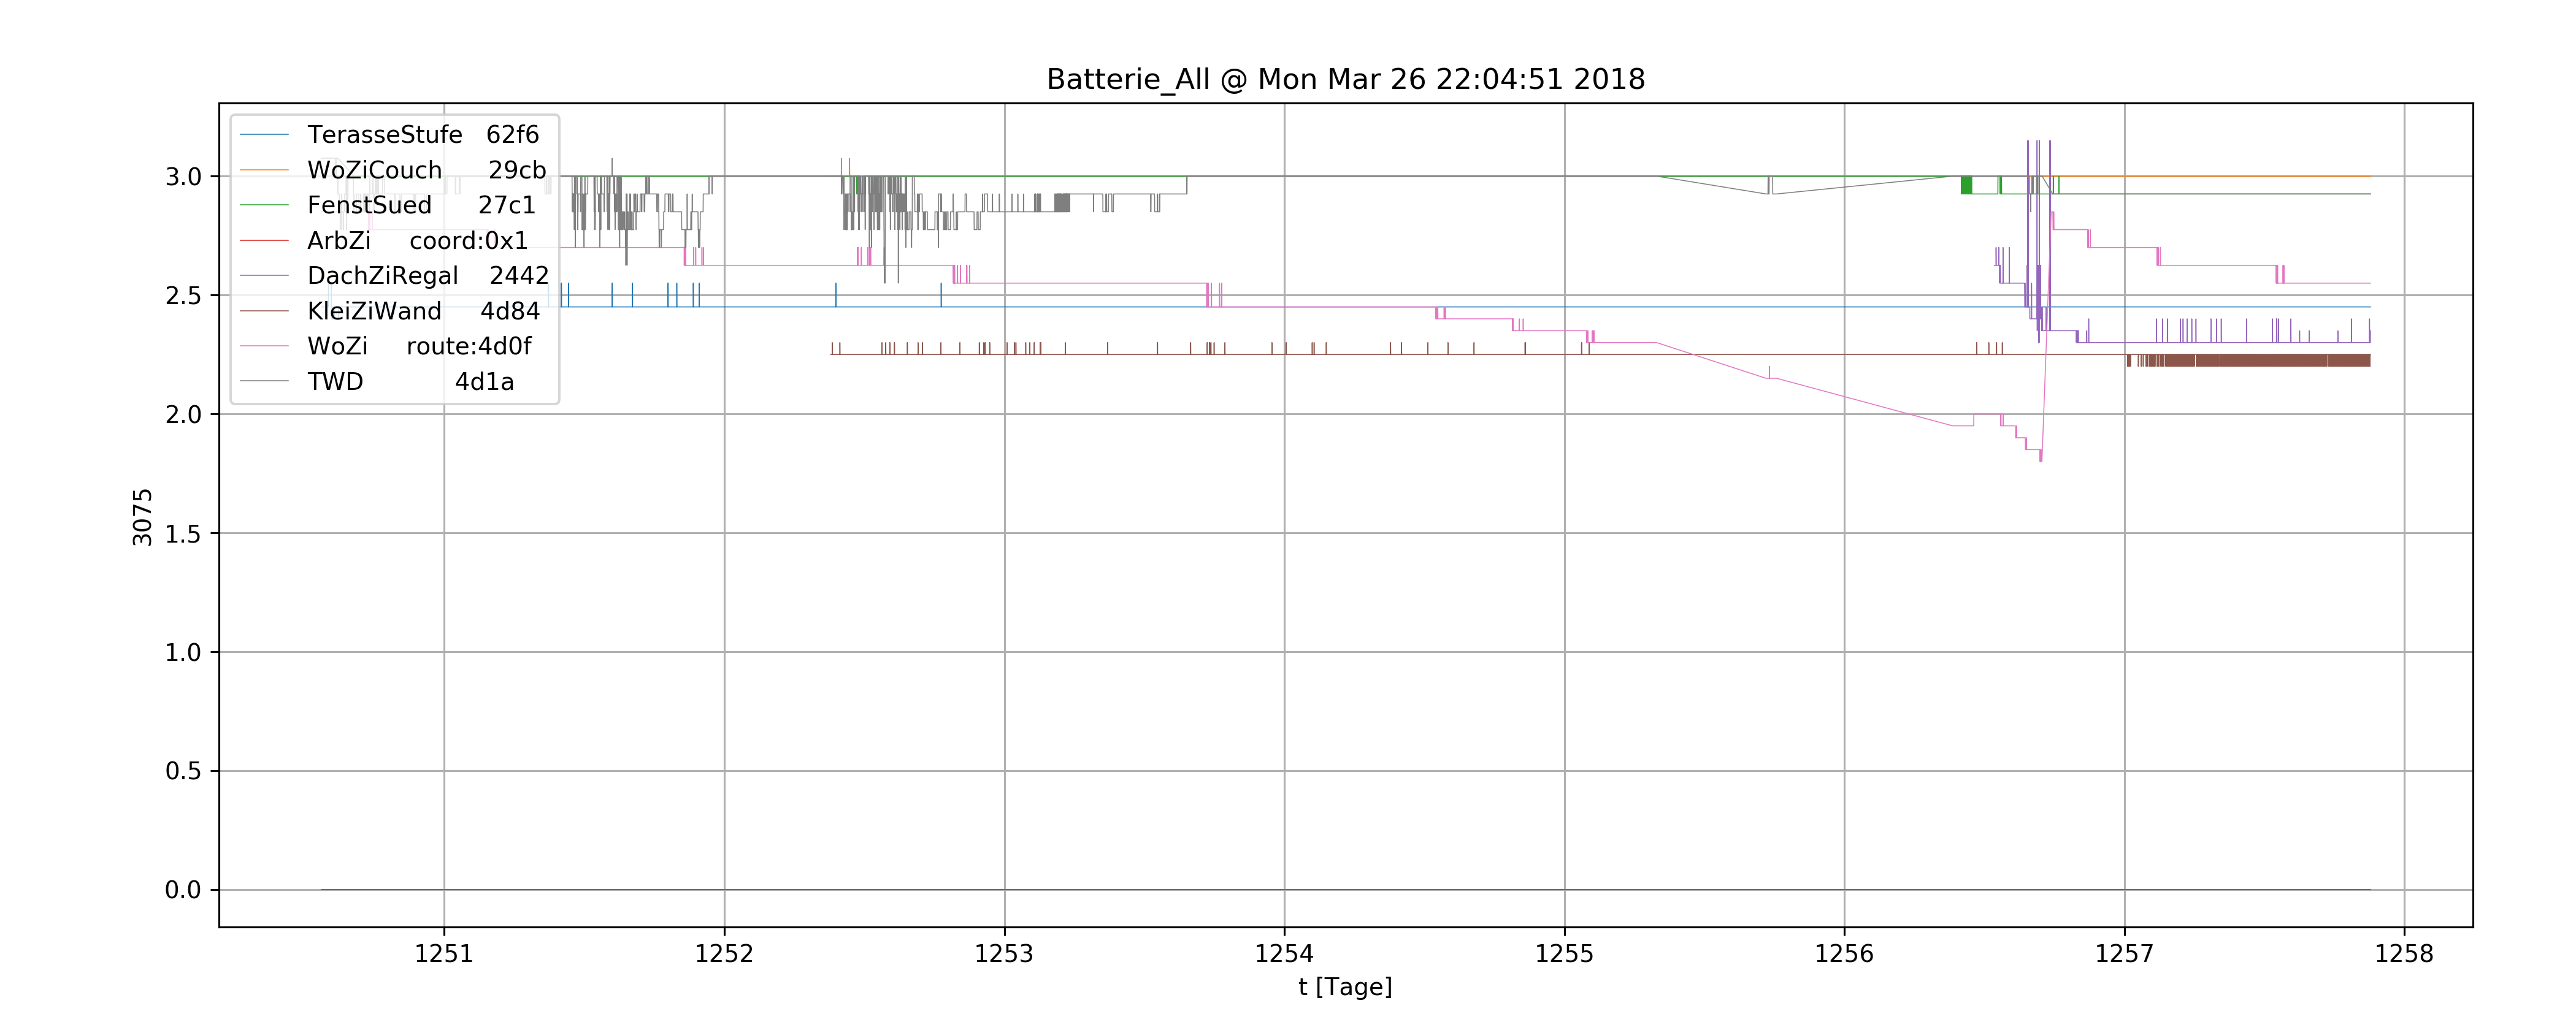 Batterie_All @ Mon Mar 26 22:04:51 2018
TerasseStufe 62f6
WoZiCouch 29cb
FenstSued 27c1
ArbZi coord:0x1
DachZiRegal 2442
KleiZiWand 4d84
WoZi route:4d0f
TWD 4d1a
3.0
2.5
2.0
1.5
1.0
0.5
0.0
3075
1251 1252 1253 1254 1255 1256 1257 1258
t [Tage]